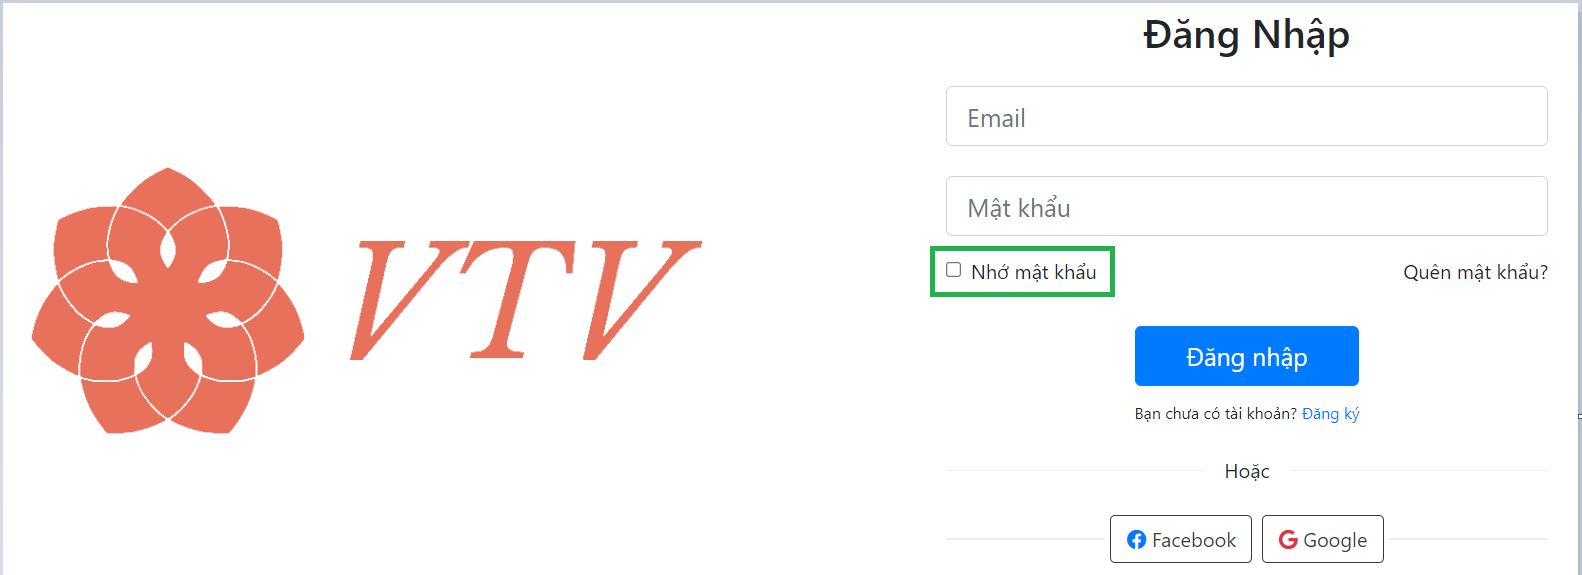 VTV
Đăng Nhập
Email
Mật khẩu
Nhớ mật khẩu
Quên mật khẩu?
Đăng nhập
Bạn chưa có tài khoản? Đăng ký
Hoặc
Facebook
Google